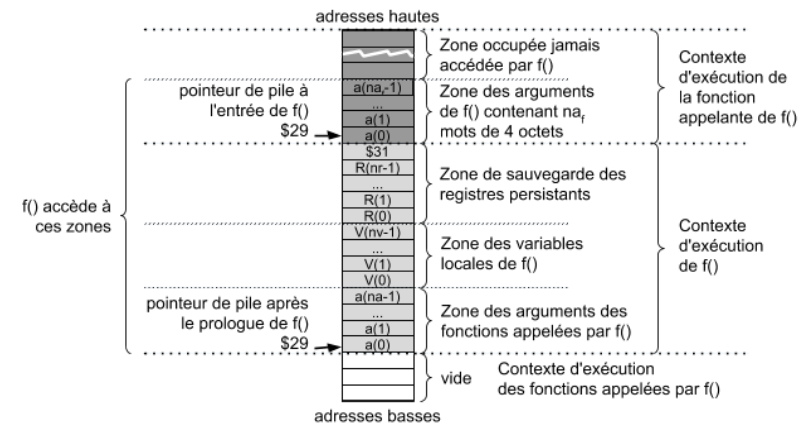 adresses hautes
Zone occupée jamais
accédée par f()
Contexte
d'exécution de
la fonction
appelante de f()
pointeur de pile à
l'entrée de f()
$29
a(naf-1)
...
a(1)
a(0)
Zone des arguments
de f() contenant naf
mots de 4 octets
f() accède à
ces zones
$31
R(nr-1)
...
R(1)
R(0)
Zone de sauvegarde des
registres persistants
V(nv-1)
...
V(1)
V(0)
Zone des variables
locales de f()
Contexte
d'exécution
de f()
pointeur de pile après
le prologue de f()
$29
a(na-1)
...
a(1)
a(0)
Zone des arguments des
fonctions appelées par f()
vide
Contexte d'exécution
des fonctions appelées par f()
adresses basses